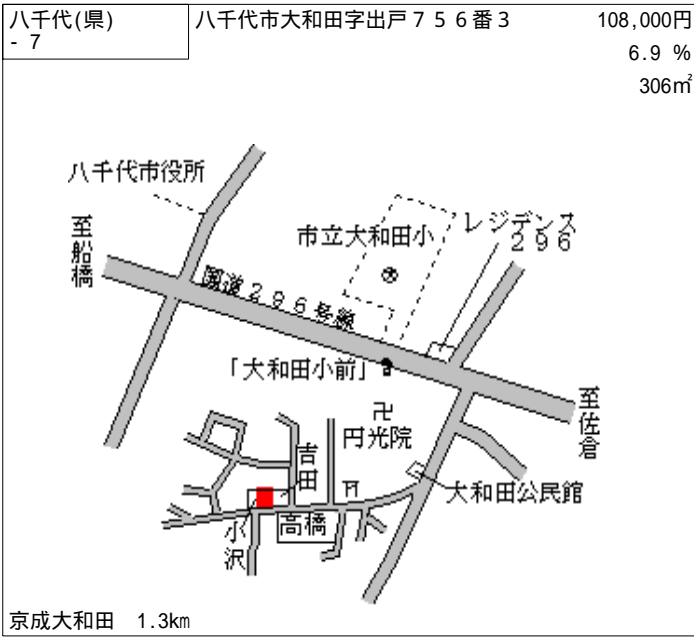 八千代(県)
- 7
八千代市大和田字出戸７５６番３
108,000円
6.9 %
306㎡
八千代市役所
至船橋
市立大和田小
レジデンス
２９６
国道２９６号線
「大和田小前」
至佐倉
円光院
吉田
大和田公民館
小沢
高橋
京成大和田 1.3km